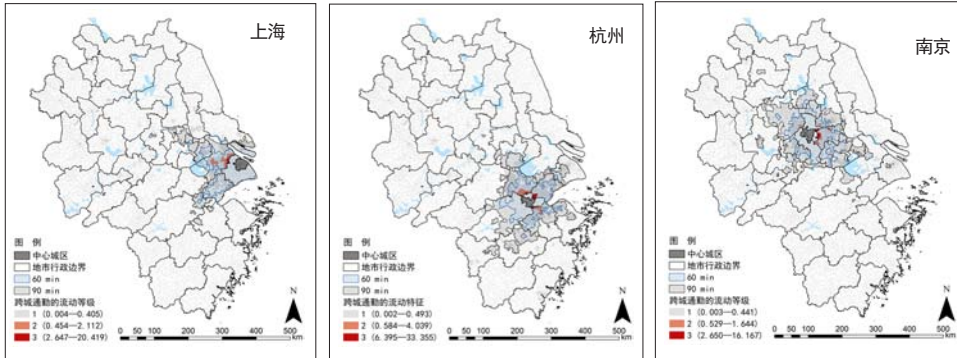 上海
图 例
中心城区
地市行政边界
60 min
90 min
跨城通勤的流动等级
1 (0.004—0.405)
2 (0.454—2.112)
3 (2.647—20.419)
N
0 50 100 200 300 400 500
km
杭州
图 例
中心城区
地市行政边界
60 min
90 min
跨城通勤的流动特征
1 (0.002—0.493)
2 (0.584—4.039)
3 (6.395—33.355)
N
0 50 100 200 300 400 500
km
南京
图 例
中心城区
地市行政边界
60 min
90 min
跨城通勤的流动等级
1 (0.003—0.441)
2 (0.529—1.644)
3 (2.650—16.167)
N
0 50 100 200 300 400 500
km